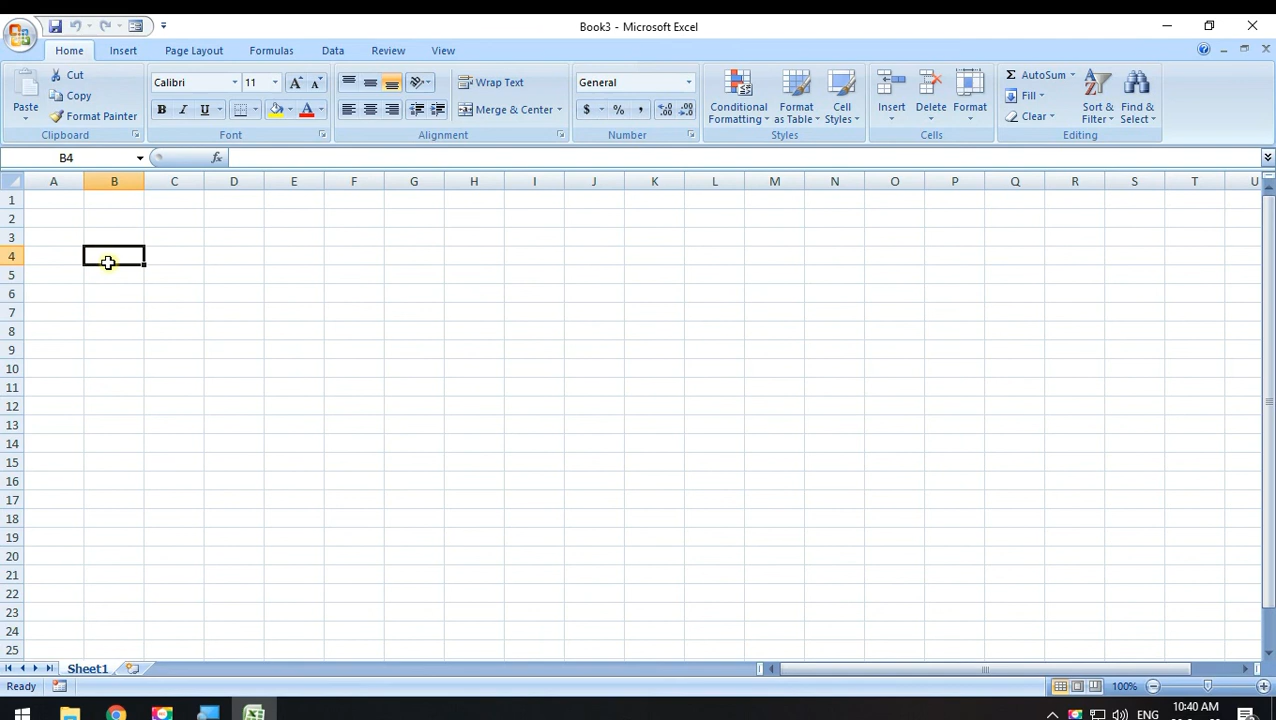 Book3 - Microsoft Excel
Home Insert Page Layout Formulas Data Review View
Paste
Cut
Copy
Format Painter
Clipboard
Calibri 11
A A
B I U A
Font
Wrap Text
Merge & Center
Alignment
General
$ % , .0 .00 .00 .0
Number
Conditional Formatting
Format as Table
Cell Styles
Styles
Insert Delete Format
Cells
Σ AutoSum
Fill
Clear
Sort & Filter
Find & Select
Editing
B4 fx
A B C D E F G H I J K L M N O P Q R S T U
1
2
3
4
5
6
7
8
9
10
11
12
13
14
15
16
17
18
19
20
21
22
23
24
25
Sheet1
Ready 100%
ENG 10:40 AM